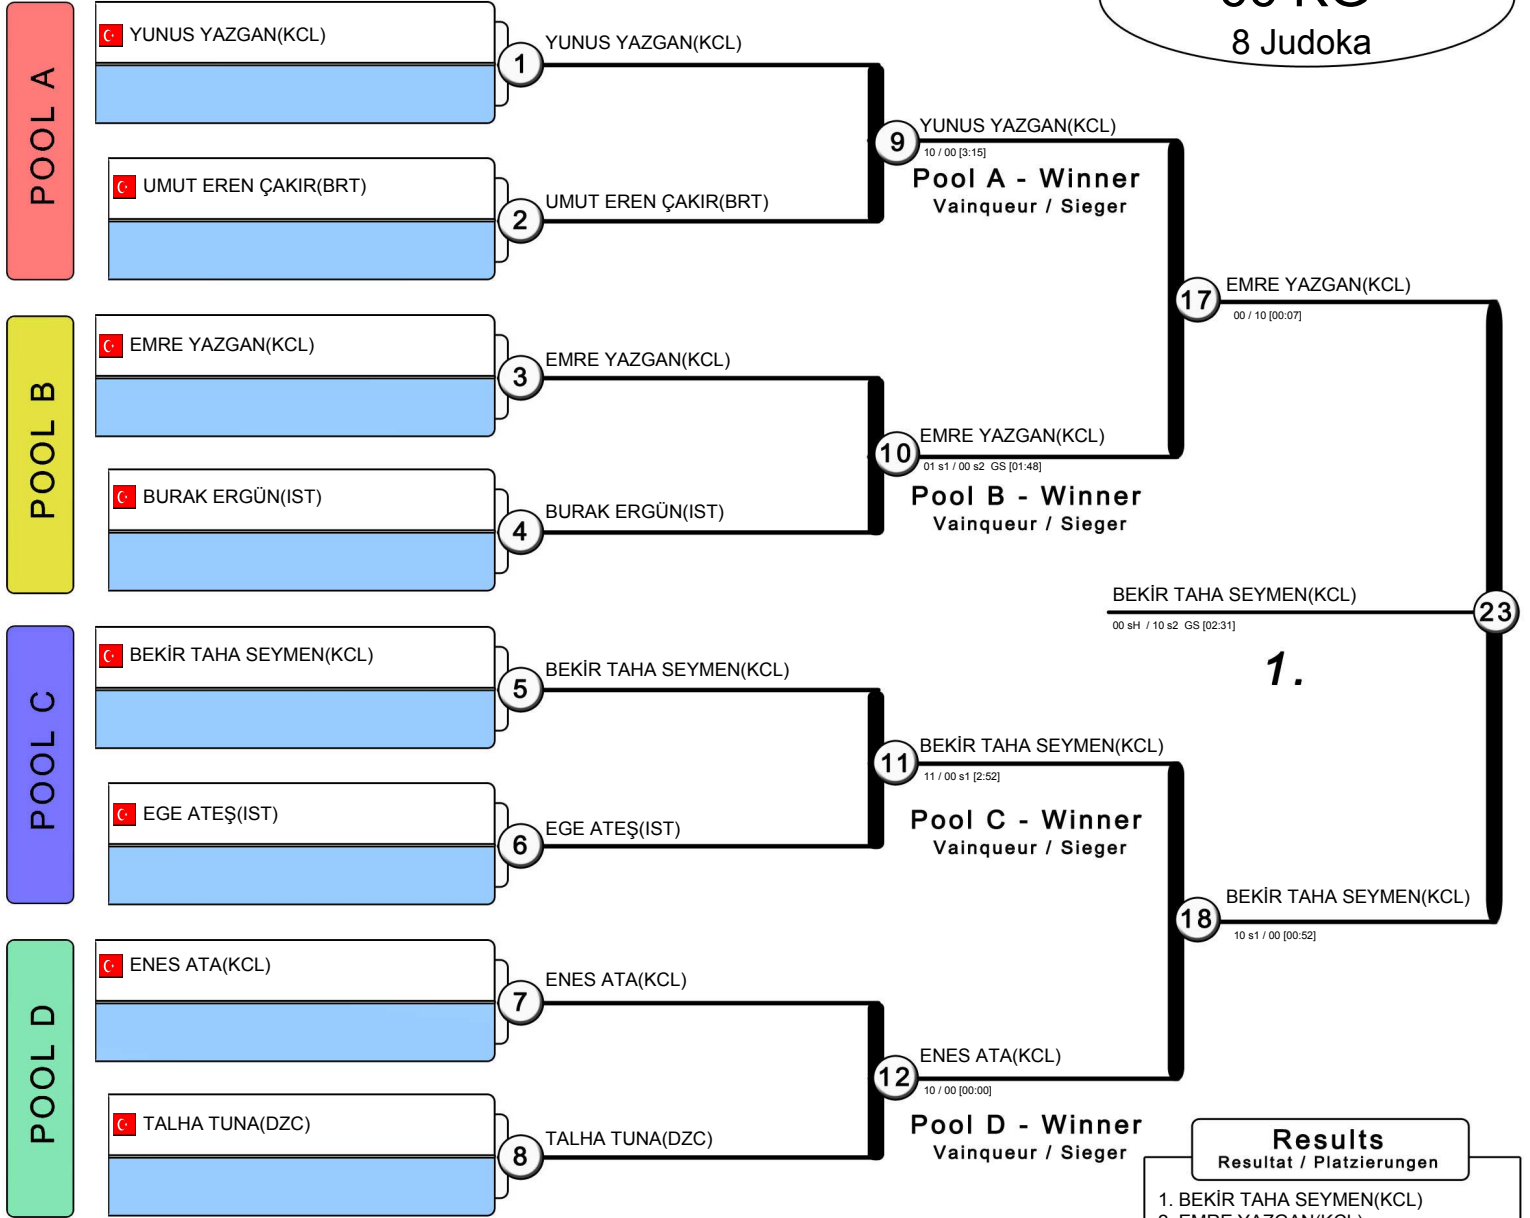 KG
8 Judoka
POOL A
YUNUS YAZGAN(KCL)
1
YUNUS YAZGAN(KCL)
UMUT EREN ÇAKIR(BRT)
2
UMUT EREN ÇAKIR(BRT)
9
YUNUS YAZGAN(KCL)
10 / 00 [3:15]
Pool A - Winner
Vainqueur / Sieger
POOL B
EMRE YAZGAN(KCL)
3
EMRE YAZGAN(KCL)
BURAK ERGÜN(IST)
4
BURAK ERGÜN(IST)
10
EMRE YAZGAN(KCL)
01 s1 / 00 s2 GS [01:48]
Pool B - Winner
Vainqueur / Sieger
17
EMRE YAZGAN(KCL)
00 / 10 [00:07]
POOL C
BEKİR TAHA SEYMEN(KCL)
5
BEKİR TAHA SEYMEN(KCL)
EGE ATEŞ(IST)
6
EGE ATEŞ(IST)
11
BEKİR TAHA SEYMEN(KCL)
11 / 00 s1 [2:52]
Pool C - Winner
Vainqueur / Sieger
POOL D
ENES ATA(KCL)
7
ENES ATA(KCL)
TALHA TUNA(DZC)
8
TALHA TUNA(DZC)
12
ENES ATA(KCL)
10 / 00 [00:00]
Pool D - Winner
Vainqueur / Sieger
18
BEKİR TAHA SEYMEN(KCL)
10 s1 / 00 [00:52]
BEKİR TAHA SEYMEN(KCL)
23
00 sH / 10 s2 GS [02:31]
1.
Results
Resultat / Platzierungen
1. BEKİR TAHA SEYMEN(KCL)
2. EMRE YAZGAN(KCL)